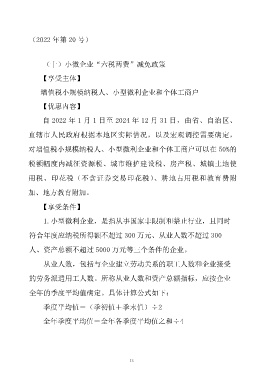 （2022 年第 20 号）
（十）小微企业“六税两费”减免政策
【享受主体】
增值税小规模纳税人、小型微利企业和个体工商户
【优惠内容】
自 2022 年 1 月 1 日至 2024 年 12 月 31 日，由省、自治区、
直辖市人民政府根据本地区实际情况，以及宏观调控需要确定，
对增值税小规模纳税人、小型微利企业和个体工商户可以在 50%的
税额幅度内减征资源税、城市维护建设税、房产税、城镇土地使
用税、印花税（不含证券交易印花税）、耕地占用税和教育费附
加、地方教育附加。
【享受条件】
1.小型微利企业，是指从事国家非限制和禁止行业，且同时
符合年度应纳税所得额不超过 300 万元、从业人数不超过 300
人、资产总额不超过 5000 万元等三个条件的企业。
从业人数，包括与企业建立劳动关系的职工人数和企业接受
的劳务派遣用工人数。所称从业人数和资产总额指标，应按企业
全年的季度平均值确定。具体计算公式如下：
季度平均值＝（季初值＋季末值）÷2
全年季度平均值＝全年各季度平均值之和÷4